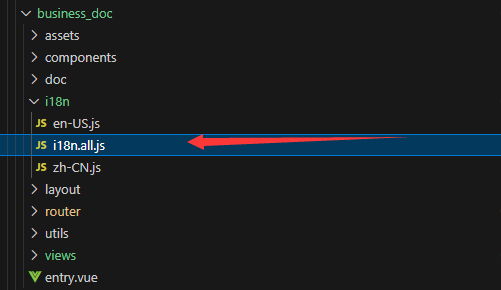 business_doc
assets
components
doc
i18n
JS en-US.js
JS i18n.all.js
JS zh-CN.js
layout
router
utils
views
entry.vue